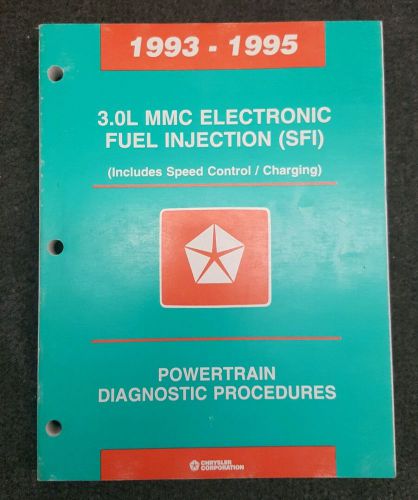 1993 - 1995
3.0L MMC ELECTRONIC
FUEL INJECTION (SFI)
(Includes Speed Control / Charging)
POWERTRAIN
DIAGNOSTIC PROCEDURES
CHRYSLER
CORPORATION